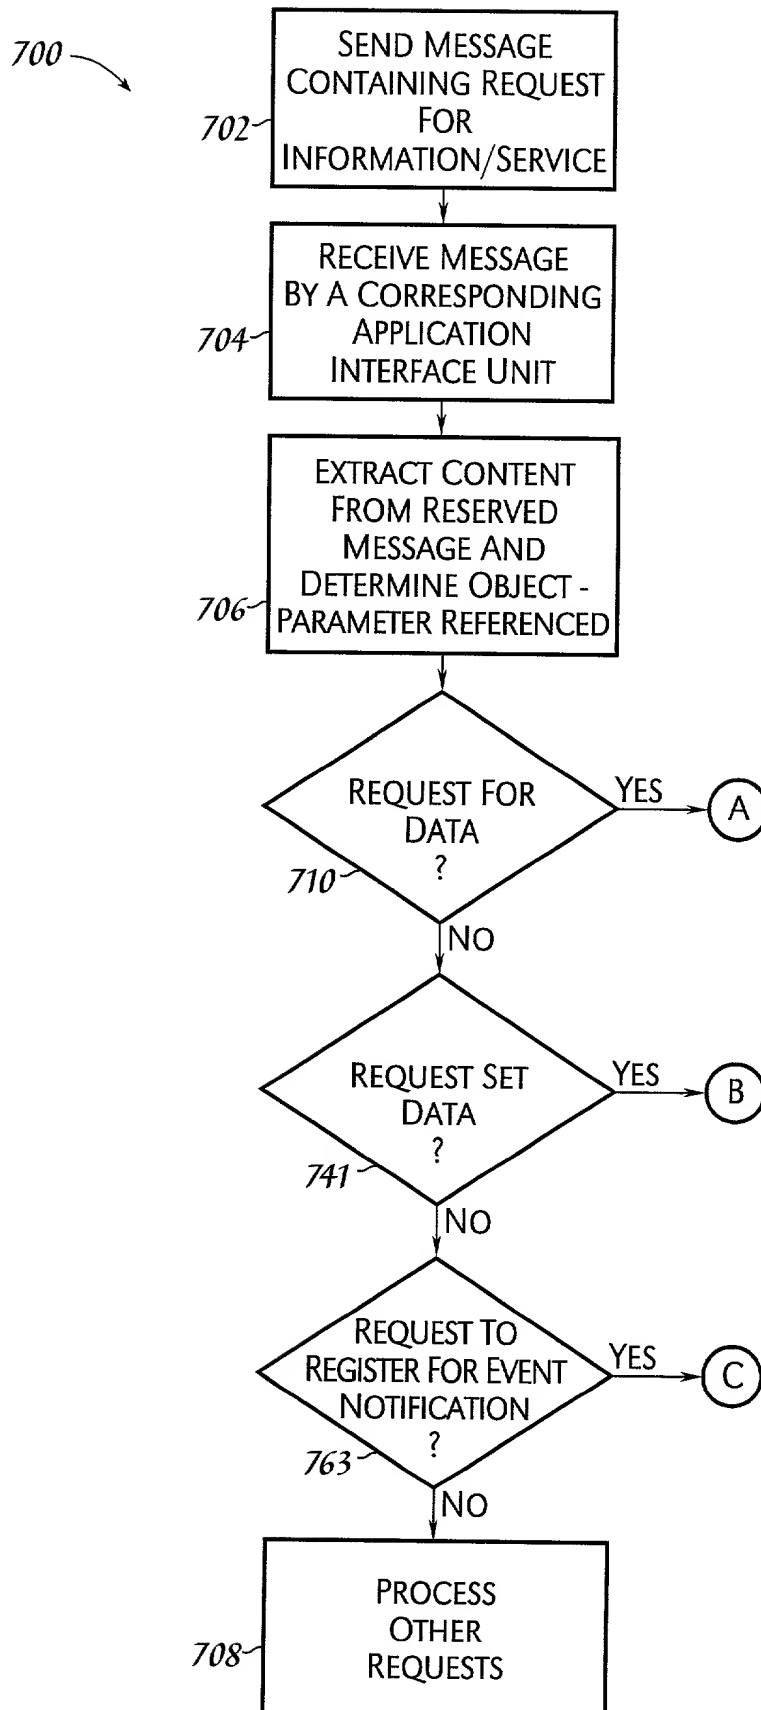 700
SEND MESSAGE
CONTAINING REQUEST
FOR
INFORMATION/SERVICE
702
RECEIVE MESSAGE
BY A CORRESPONDING
APPLICATION
INTERFACE UNIT
704
EXTRACT CONTENT
FROM RESERVED
MESSAGE AND
DETERMINE OBJECT -
PARAMETER REFERENCED
706
REQUEST FOR
DATA
?
710
YES
A
NO
REQUEST SET
DATA
?
741
YES
B
NO
REQUEST TO
REGISTER FOR EVENT
NOTIFICATION
?
763
YES
C
NO
PROCESS
OTHER
REQUESTS
708